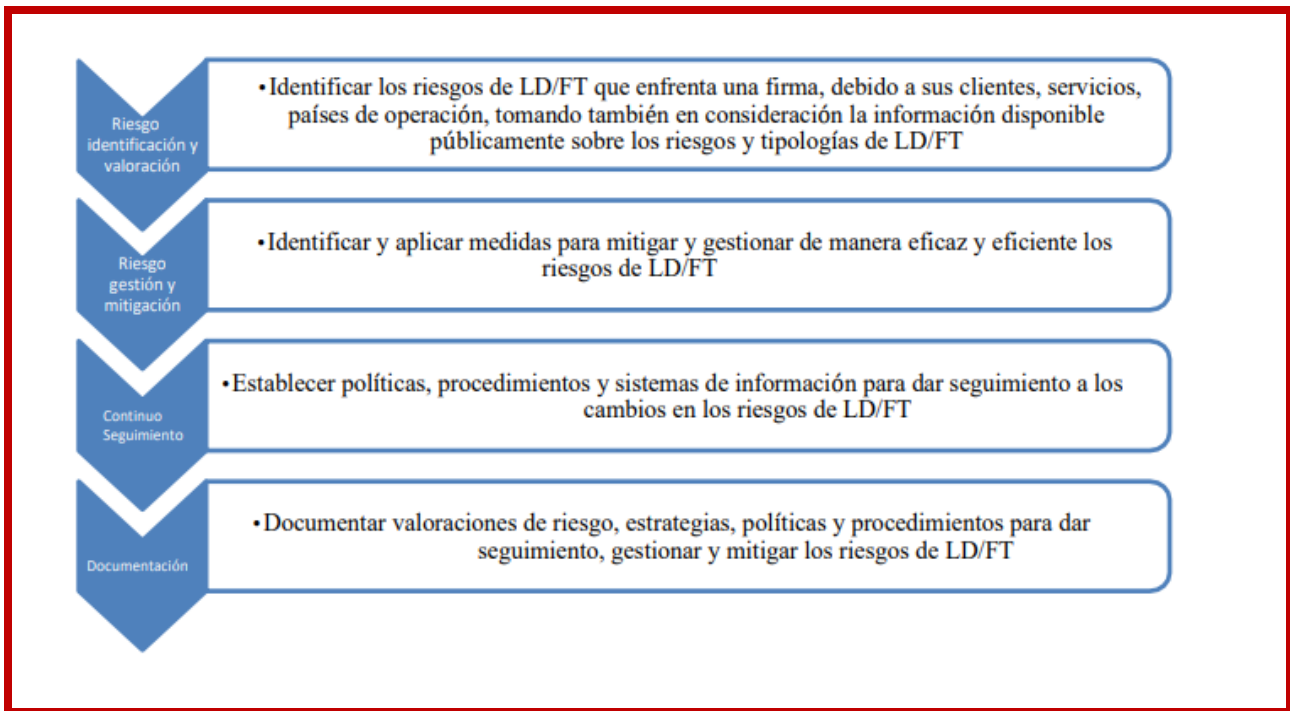 Riesgo
identificación y
valoración
•Identificar los riesgos de LD/FT que enfrenta una firma, debido a sus clientes, servicios,
países de operación, tomando también en consideración la información disponible
públicamente sobre los riesgos y tipologías de LD/FT
Riesgo
gestión y
mitigación
•Identificar y aplicar medidas para mitigar y gestionar de manera eficaz y eficiente los
riesgos de LD/FT
Continuo
Seguimiento
•Establecer políticas, procedimientos y sistemas de información para dar seguimiento a los
cambios en los riesgos de LD/FT
Documentación
•Documentar valoraciones de riesgo, estrategias, políticas y procedimientos para dar
seguimiento, gestionar y mitigar los riesgos de LD/FT